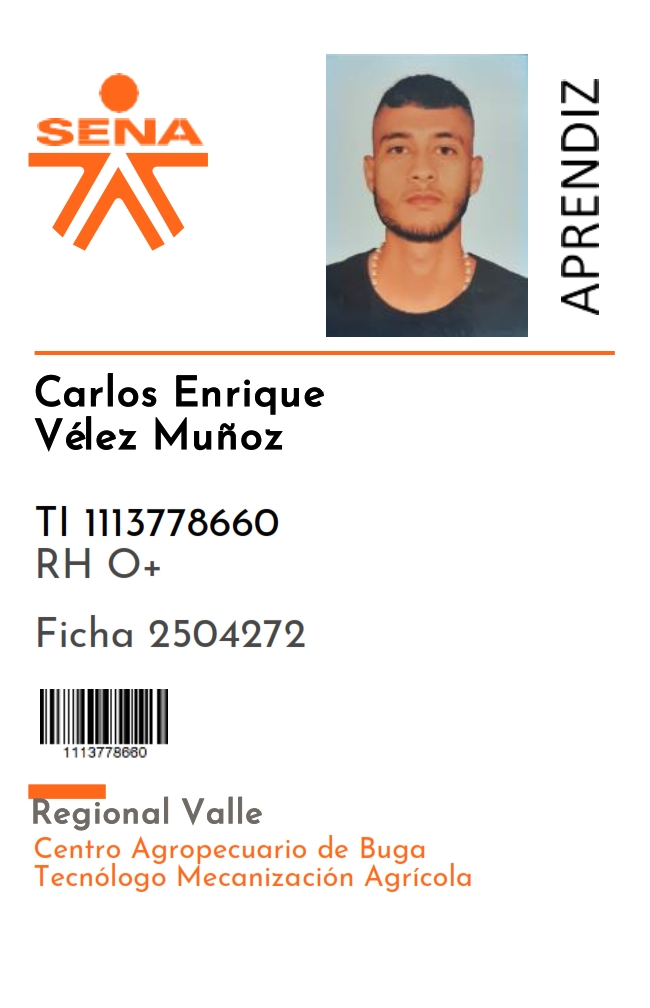 SENA
APRENDIZ
Carlos Enrique
Vélez Muñoz
TI 1113778660
RH O+
Ficha 2504272
1113778660
Regional Valle
Centro Agropecuario de Buga
Tecnólogo Mecanización Agrícola